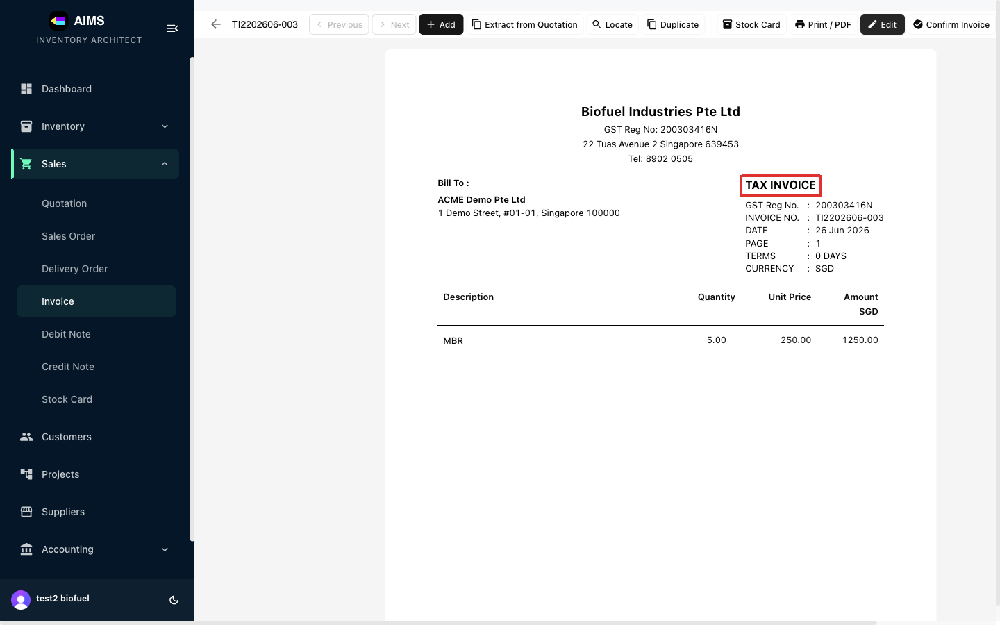 AIMS
INVENTORY ARCHITECT
Dashboard
Inventory
Sales
Quotation
Sales Order
Delivery Order
Invoice
Debit Note
Credit Note
Stock Card
Customers
Projects
Suppliers
Accounting
test2 biofuel
TI2202606-003
Previous
Next
Add
Extract from Quotation
Locate
Duplicate
Stock Card
Print / PDF
Edit
Confirm Invoice
Biofuel Industries Pte Ltd
GST Reg No: 200303416N
22 Tuas Avenue 2 Singapore 639453
Tel: 8902 0505
Bill To :
ACME Demo Pte Ltd
1 Demo Street, #01-01, Singapore 100000
TAX INVOICE
GST Reg No. : 200303416N
INVOICE NO. : TI2202606-003
DATE : 26 Jun 2026
PAGE : 1
TERMS : 0 DAYS
CURRENCY : SGD
Description Quantity Unit Price Amount
SGD
MBR 5.00 250.00 1250.00